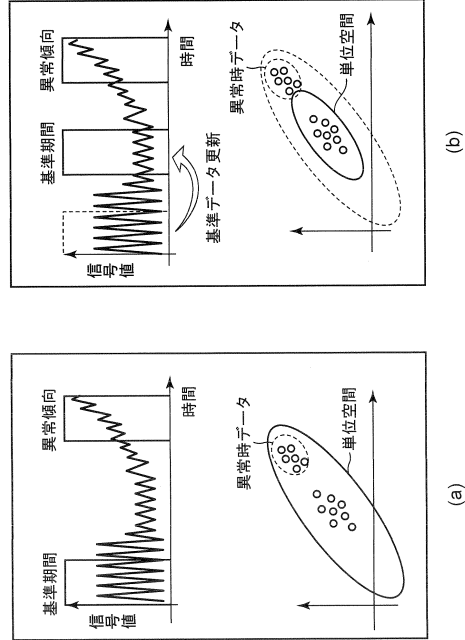 基準期間
異常傾向
信号値
時間
異常時データ
単位空間
(a)
基準期間
異常傾向
信号値
時間
基準データ更新
異常時データ
単位空間
(b)